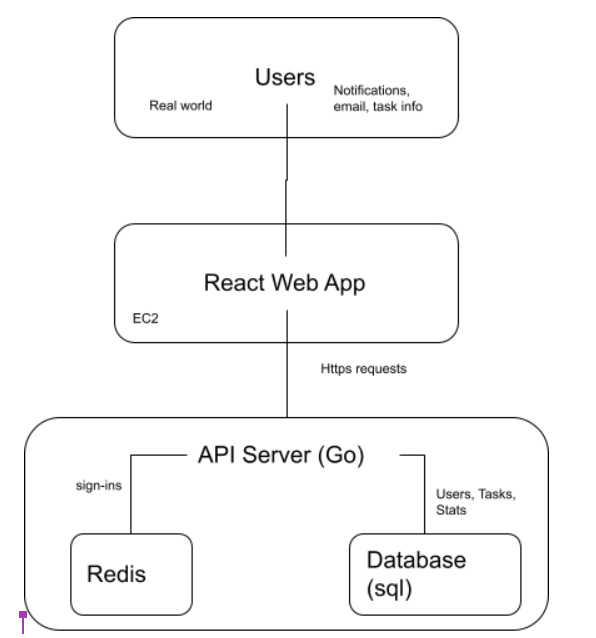 Users
Real world
Notifications,
email, task info
React Web App
EC2
Https requests
API Server (Go)
sign-ins
Users, Tasks,
Stats
Redis
Database
(sql)